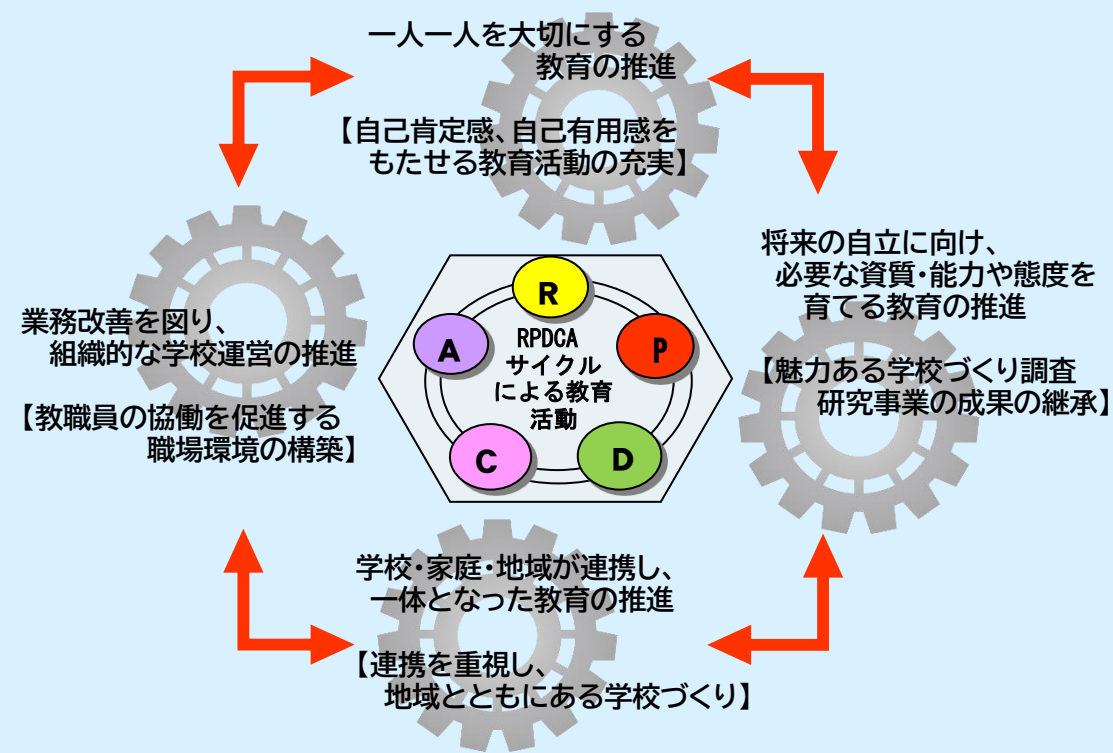 一人一人を大切にする
教育の推進
【自己肯定感、自己有用感を
もたせる教育活動の充実】
将来の自立に向け、
必要な資質・能力や態度を
育てる教育の推進
【魅力ある学校づくり調査
研究事業の成果の継承】
業務改善を図り、
組織的な学校運営の推進
【教職員の協働を促進する
職場環境の構築】
R
A
P
C
D
RPDCA
サイクル
による教育
活動
学校・家庭・地域が連携し、
一体となった教育の推進
【連携を重視し、
地域とともにある学校づくり】